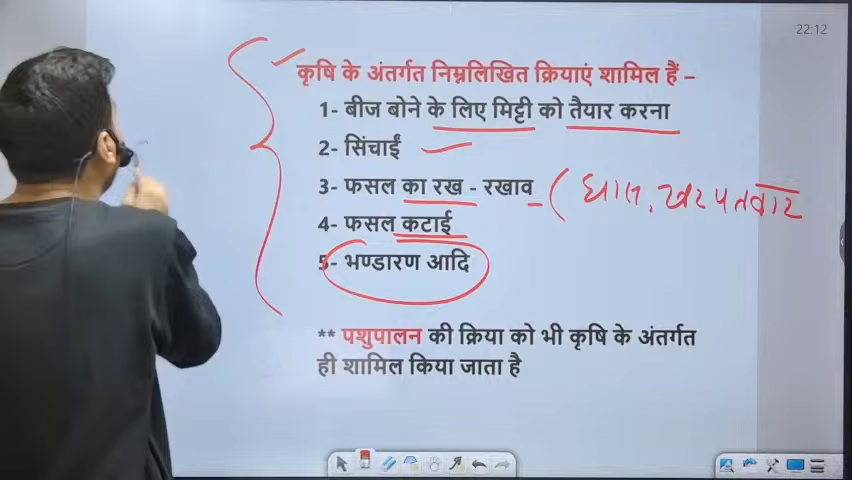 22:12
कृषि के अंतर्गत निम्नलिखित क्रियाएं शामिल हैं -
1- बीज बोने के लिए मिट्टी को तैयार करना
2- सिंचाईं
3- फसल का रख - रखाव ( घास, खरपतवार
4- फसल कटाई
5- भण्डारण आदि
** पशुपालन की क्रिया को भी कृषि के अंतर्गत
ही शामिल किया जाता है